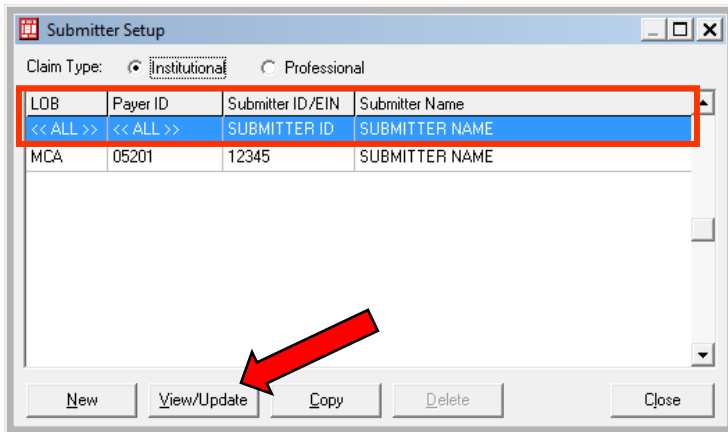 Submitter Setup
Claim Type: Institutional Professional
LOB Payer ID Submitter ID/EIN Submitter Name
<< ALL >> << ALL >> SUBMITTER ID SUBMITTER NAME
MCA 05201 12345 SUBMITTER NAME
New View/Update Copy Delete Close